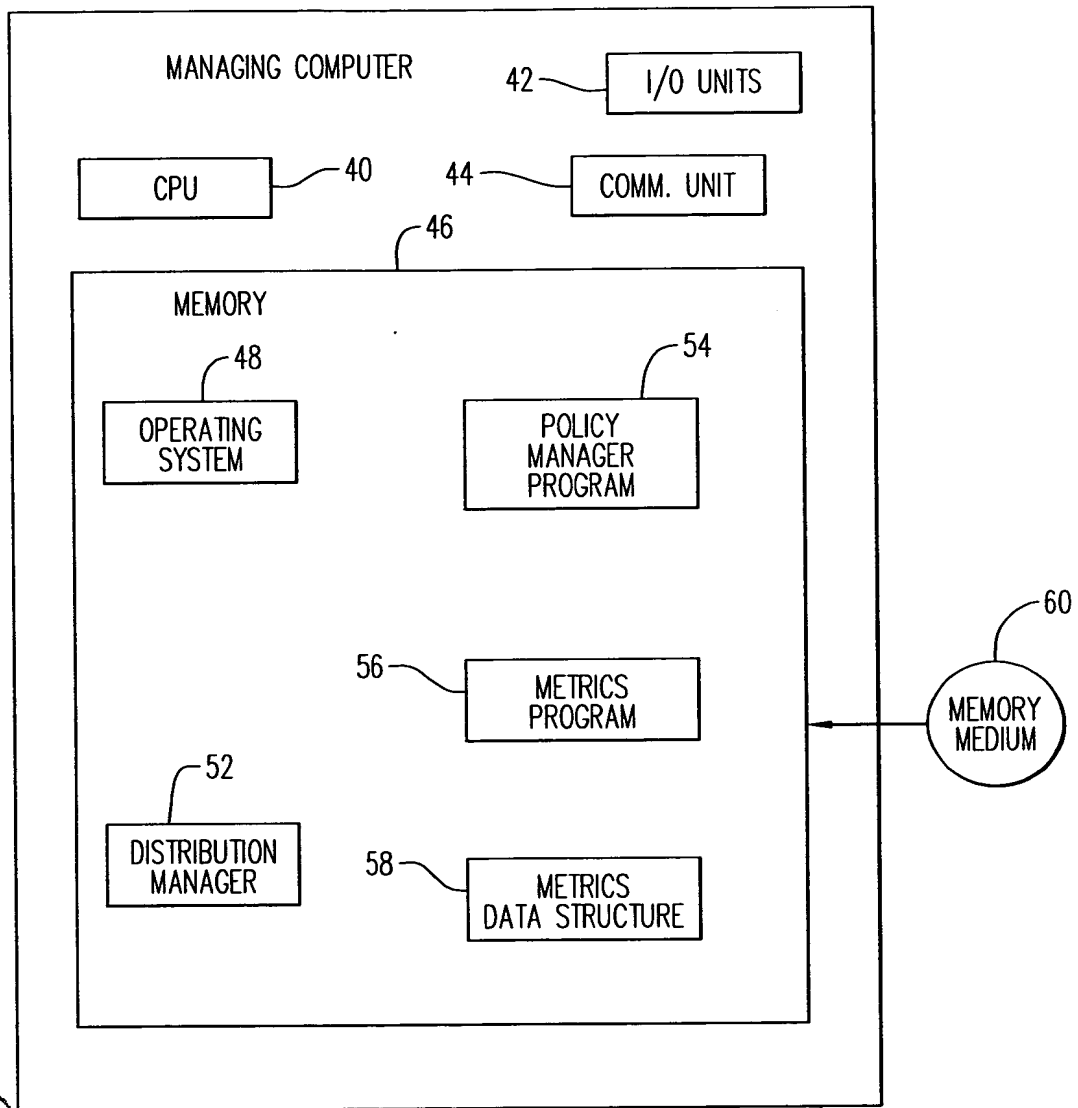 MANAGING COMPUTER
42
I/O UNITS
CPU
40
44
COMM. UNIT
46
MEMORY
48
OPERATING
SYSTEM
54
POLICY
MANAGER
PROGRAM
56
METRICS
PROGRAM
60
MEMORY
MEDIUM
52
DISTRIBUTION
MANAGER
58
METRICS
DATA STRUCTURE